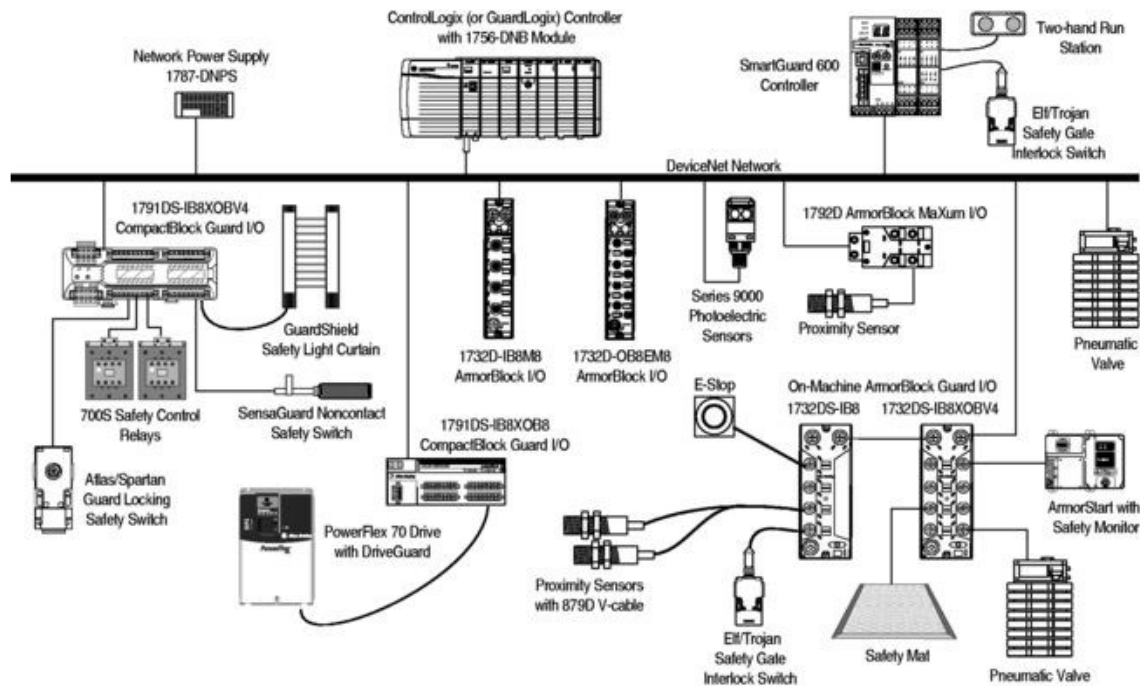 ControlLogix (or GuardLogix) Controller
with 1756-DNB Module
Network Power Supply
1787-DNPS
SmartGuard 600
Controller
Two-hand Run
Station
Elf/Trojan
Safety Gate
Interlock Switch
DeviceNet Network
1791DS-IB8XOBV4
CompactBlock Guard I/O
GuardShield
Safety Light Curtain
1732D-IB8M8
ArmorBlock I/O
1732D-OB8EM8
ArmorBlock I/O
Series 9000
Photoelectric
Sensors
1792D ArmorBlock MaXum I/O
Proximity Sensor
Pneumatic
Valve
700S Safety Control
Relays
SensaGuard Noncontact
Safety Switch
1791DS-IB8XOB8
CompactBlock Guard I/O
Atlas/Spartan
Guard Locking
Safety Switch
PowerFlex 70 Drive
with DriveGuard
E-Stop
On-Machine ArmorBlock Guard I/O
1732DS-IB8
1732DS-IB8XOBV4
ArmorStart with
Safety Monitor
Proximity Sensors
with 879D V-cable
Elf/Trojan
Safety Gate
Interlock Switch
Safety Mat
Pneumatic Valve